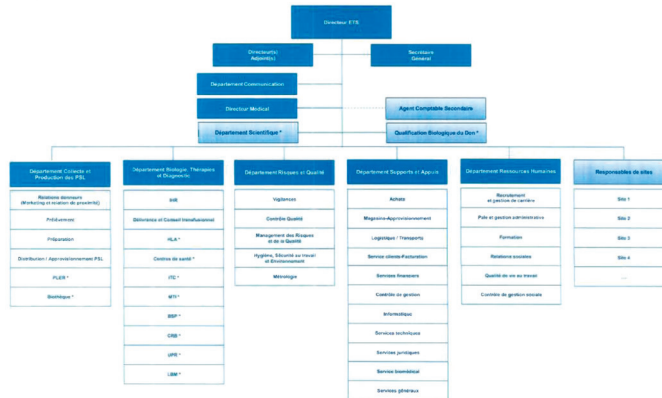 Directeur ETS
Directeur(s)
Adjoint(s)
Secrétaire
Général
Département Communication
Directeur Médical
Agent Comptable Secondaire
Département Scientifique *
Qualification Biologique du Don *
Département Collecte et
Production des PSL
Relations donneurs
(Marketing et relation de proximité)
Prélèvement
Préparation
Distribution / Approvisionnement PSL
PLER *
Biothèque *
Département Biologie, Thérapies
et Diagnostic
IHR
Délivrance et Conseil transfusionnel
HLA *
Centres de santé *
ITC *
MTI *
BNP *
CRB *
UPR *
LBM *
Département Risques et Qualité
Vigilances
Contrôle Qualité
Management des Risques
et de la Qualité
Hygiène, Sécurité au travail
et Environnement
Métrologie
Département Supports et Appuis
Achats
Magasins-Approvisionnement
Logistique / Transports
Service clients-Facturation
Services financiers
Contrôle de gestion
Informatique
Services techniques
Services juridiques
Service biomédical
Services généraux
Département Ressources Humaines
Recrutement
et gestion de carrière
Paie et gestion administrative
Formation
Relations sociales
Qualité de vie au travail
Contrôle de gestion sociale
Responsables de sites
Site 1
Site 2
Site 3
Site 4
...